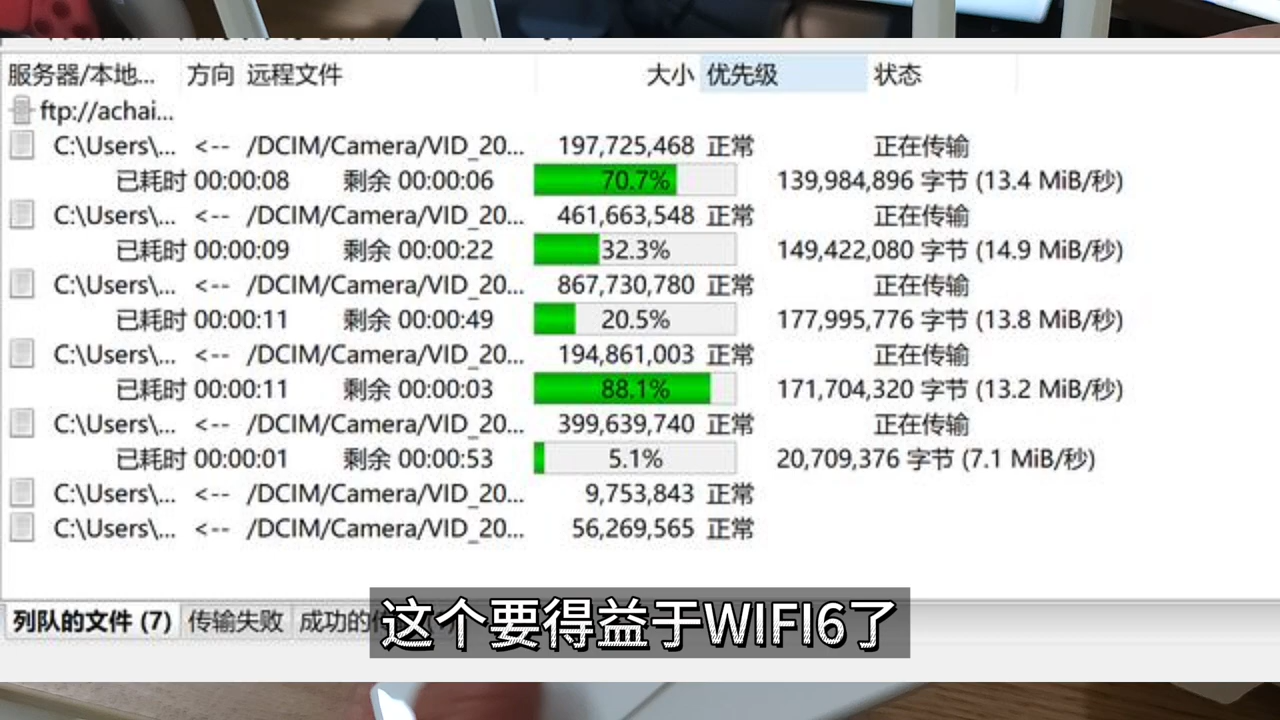 服务器/本地... 方向 远程文件 大小 优先级 状态
ftp://achai...
C:\Users\... <-- /DCIM/Camera/VID_20... 197,725,468 正常 正在传输
已耗时 00:00:08 剩余 00:00:06 70.7% 139,984,896 字节 (13.4 MiB/秒)
C:\Users\... <-- /DCIM/Camera/VID_20... 461,663,548 正常 正在传输
已耗时 00:00:09 剩余 00:00:22 32.3% 149,422,080 字节 (14.9 MiB/秒)
C:\Users\... <-- /DCIM/Camera/VID_20... 867,730,780 正常 正在传输
已耗时 00:00:11 剩余 00:00:49 20.5% 177,995,776 字节 (13.8 MiB/秒)
C:\Users\... <-- /DCIM/Camera/VID_20... 194,861,003 正常 正在传输
已耗时 00:00:11 剩余 00:00:03 88.1% 171,704,320 字节 (13.2 MiB/秒)
C:\Users\... <-- /DCIM/Camera/VID_20... 399,639,740 正常 正在传输
已耗时 00:00:01 剩余 00:00:53 5.1% 20,709,376 字节 (7.1 MiB/秒)
C:\Users\... <-- /DCIM/Camera/VID_20... 9,753,843 正常
C:\Users\... <-- /DCIM/Camera/VID_20... 56,269,565 正常
列队的文件 (7) 传输失败 成功的
这个要得益于WIFI6了